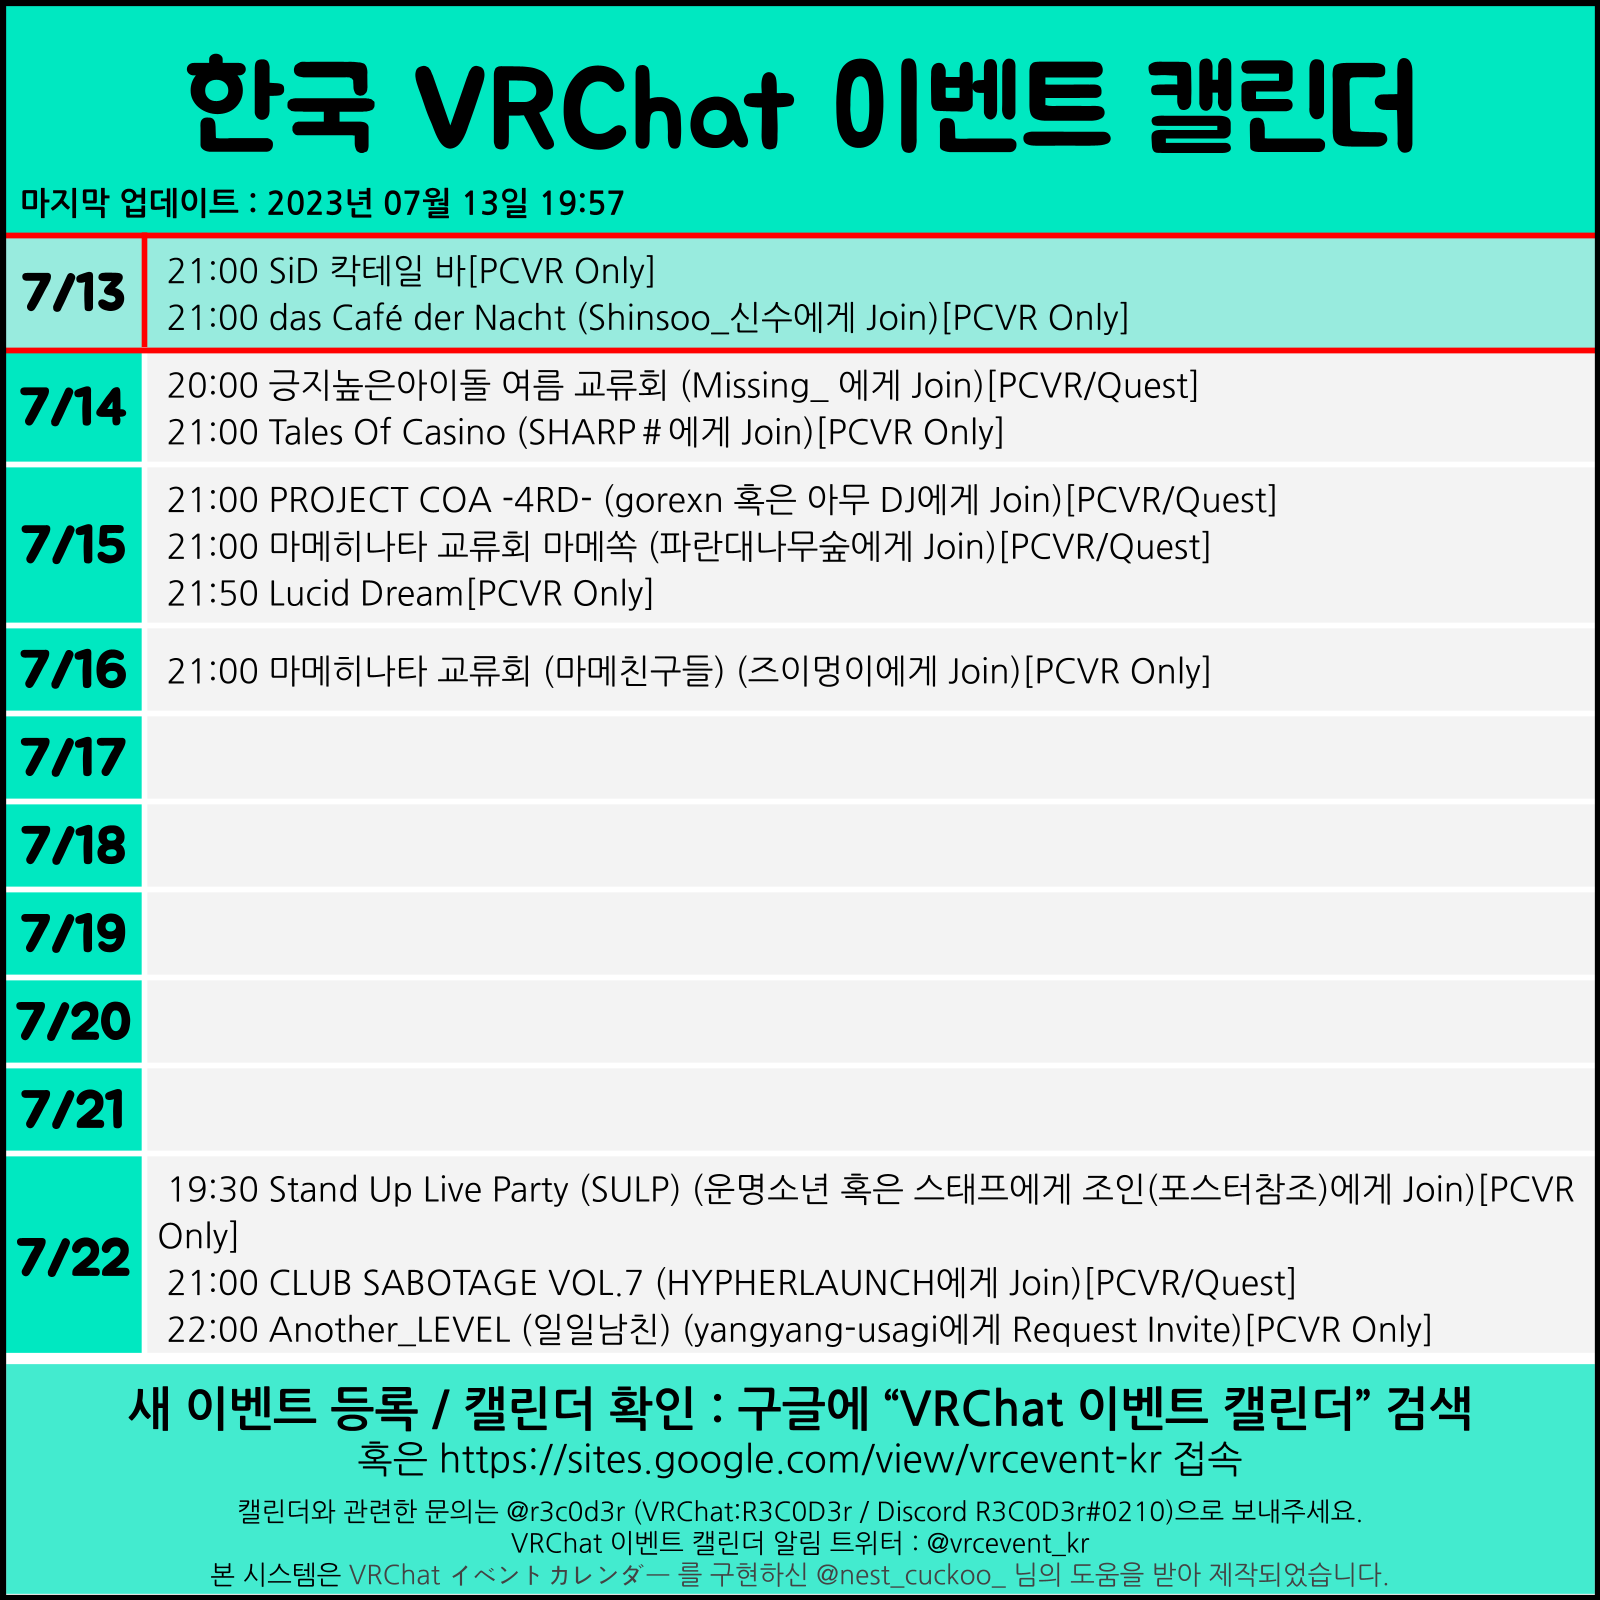 한국 VRChat 이벤트 캘린더
마지막 업데이트 : 2023년 07월 13일 19:57
7/13
21:00 SiD 칵테일 바[PCVR Only]
21:00 das Café der Nacht (Shinsoo_신수에게 Join)[PCVR Only]
7/14
20:00 긍지높은아이돌 여름 교류회 (Missing_ 에게 Join)[PCVR/Quest]
21:00 Tales Of Casino (SHARP＃에게 Join)[PCVR Only]
7/15
21:00 PROJECT COA -4RD- (gorexn 혹은 아무 DJ에게 Join)[PCVR/Quest]
21:00 마메히나타 교류회 마메쏙 (파란대나무숲에게 Join)[PCVR/Quest]
21:50 Lucid Dream[PCVR Only]
7/16
21:00 마메히나타 교류회 (마메친구들) (즈이멍이에게 Join)[PCVR Only]
7/17
7/18
7/19
7/20
7/21
7/22
19:30 Stand Up Live Party (SULP) (운명소년 혹은 스태프에게 조인(포스터참조)에게 Join)[PCVR
Only]
21:00 CLUB SABOTAGE VOL.7 (HYPHERLAUNCH에게 Join)[PCVR/Quest]
22:00 Another_LEVEL (일일남친) (yangyang-usagi에게 Request Invite)[PCVR Only]
새 이벤트 등록 / 캘린더 확인 : 구글에 “VRChat 이벤트 캘린더” 검색
혹은 https://sites.google.com/view/vrcevent-kr 접속
캘린더와 관련한 문의는 @r3c0d3r (VRChat:R3C0D3r / Discord R3C0D3r#0210)으로 보내주세요.
VRChat 이벤트 캘린더 알림 트위터 : @vrcevent_kr
본 시스템은 VRChat イベントカレンダー 를 구현하신 @nest_cuckoo_ 님의 도움을 받아 제작되었습니다.